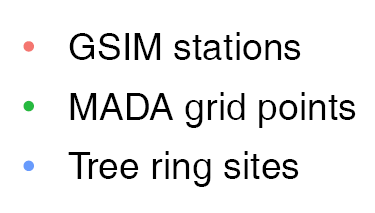 GSIM stations
MADA grid points
Tree ring sites